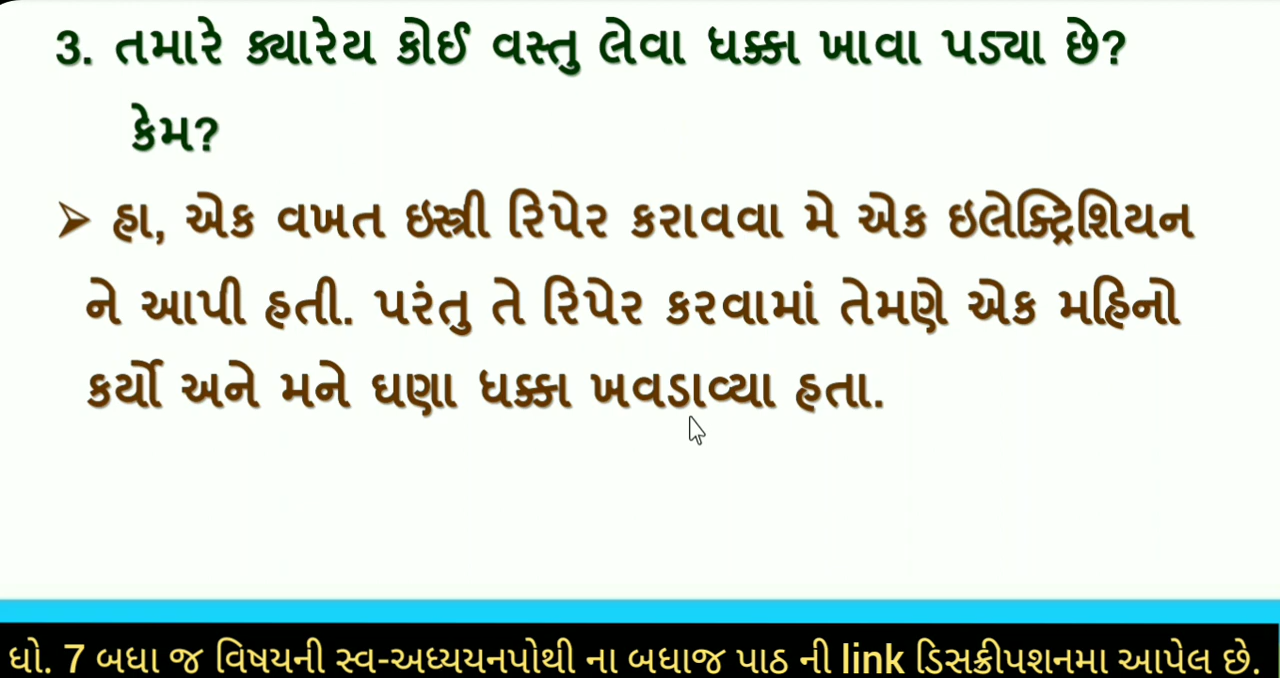 3. તમારે ક્યારેય કોઈ વસ્તુ લેવા ધક્કા ખાવા પડ્યા છે?
કેમ?
➢ હા, એક વખત ઇસ્ત્રી રિપેર કરાવવા મે એક ઇલેક્ટ્રિશિયન
ને આપી હતી. પરંતુ તે રિપેર કરવામાં તેમણે એક મહિનો
કર્યો અને મને ઘણા ધક્કા ખવડાવ્યા હતા.
ધો. 7 બધા જ વિષયની સ્વ-અધ્યયનપોથી ના બધાજ પાઠ ની link ડિસક્રીપશનમા આપેલ છે.